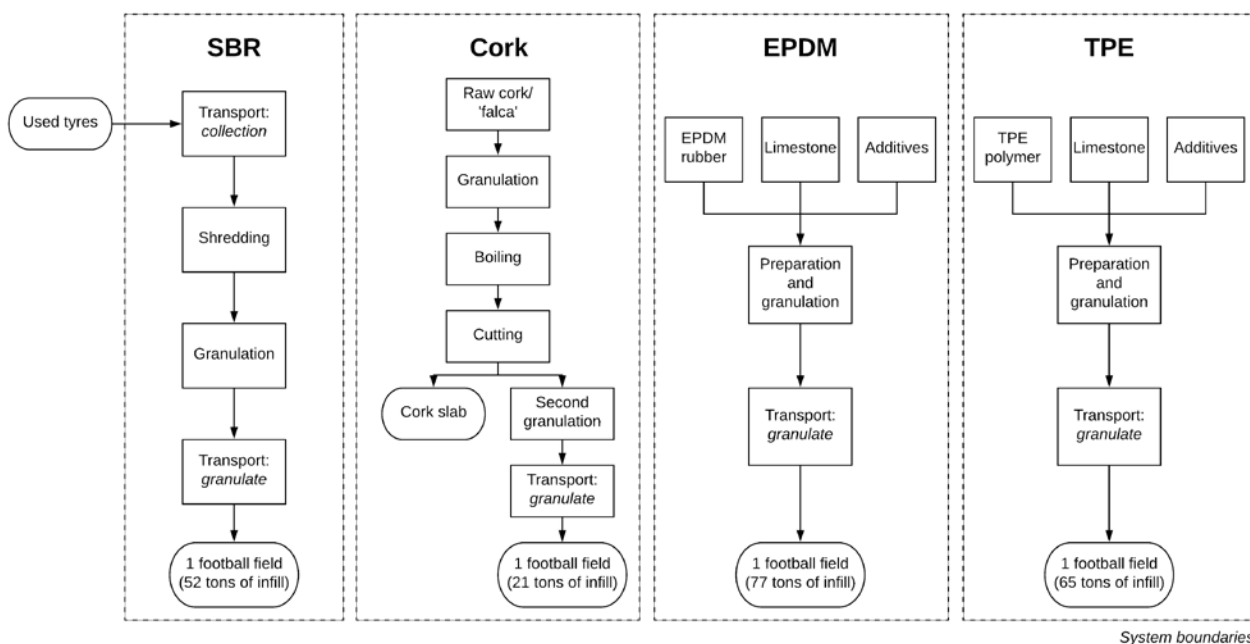 SBR
Used tyres
Transport:
collection
Shredding
Granulation
Transport:
granulate
1 football field
(52 tons of infill)
Cork
Raw cork/
'falca'
Granulation
Boiling
Cutting
Cork slab
Second
granulation
Transport:
granulate
1 football field
(21 tons of infill)
EPDM
EPDM
rubber
Limestone
Additives
Preparation
and
granulation
Transport:
granulate
1 football field
(77 tons of infill)
TPE
TPE
polymer
Limestone
Additives
Preparation
and
granulation
Transport:
granulate
1 football field
(65 tons of infill)
System boundaries